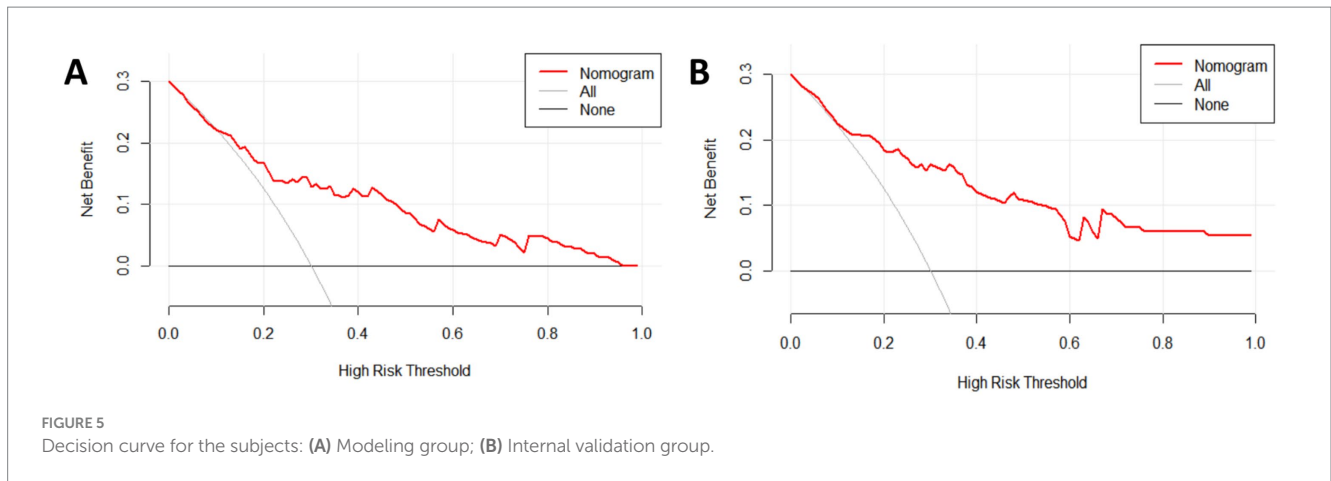 A
Nomogram
All
None
Net Benefit
0.3
0.2
0.1
0.0
0.0 0.2 0.4 0.6 0.8 1.0
High Risk Threshold
B
Nomogram
All
None
Net Benefit
0.3
0.2
0.1
0.0
0.0 0.2 0.4 0.6 0.8 1.0
High Risk Threshold
FIGURE 5
Decision curve for the subjects: (A) Modeling group; (B) Internal validation group.